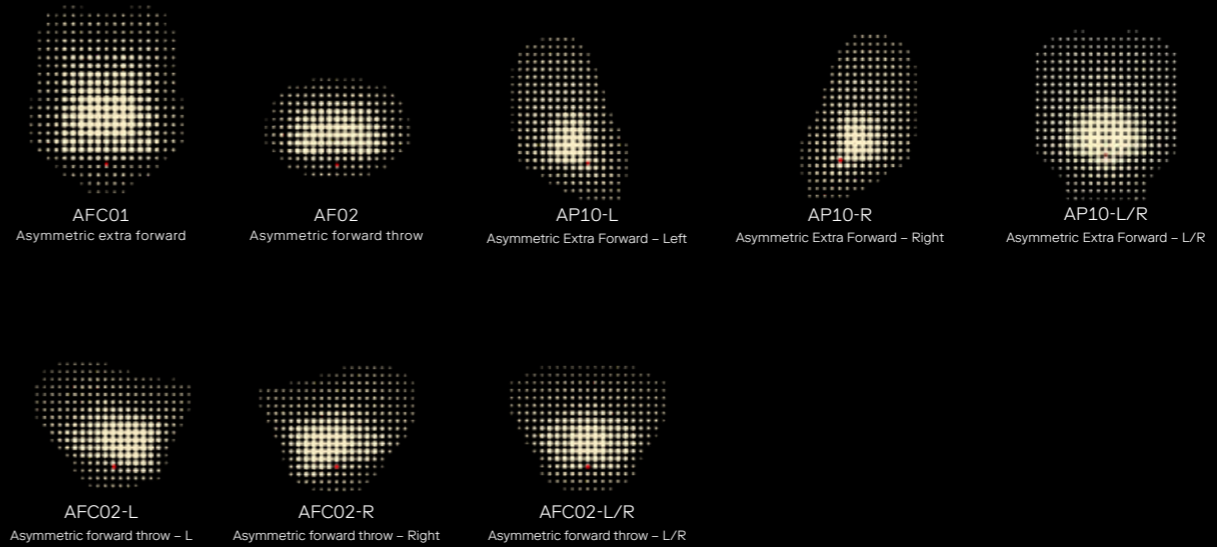 AFC01
Asymmetric extra forward
AF02
Asymmetric forward throw
AP10-L
Asymmetric Extra Forward – Left
AP10-R
Asymmetric Extra Forward – Right
AP10-L/R
Asymmetric Extra Forward – L/R
AFC02-L
Asymmetric forward throw – L
AFC02-R
Asymmetric forward throw – Right
AFC02-L/R
Asymmetric forward throw – L/R